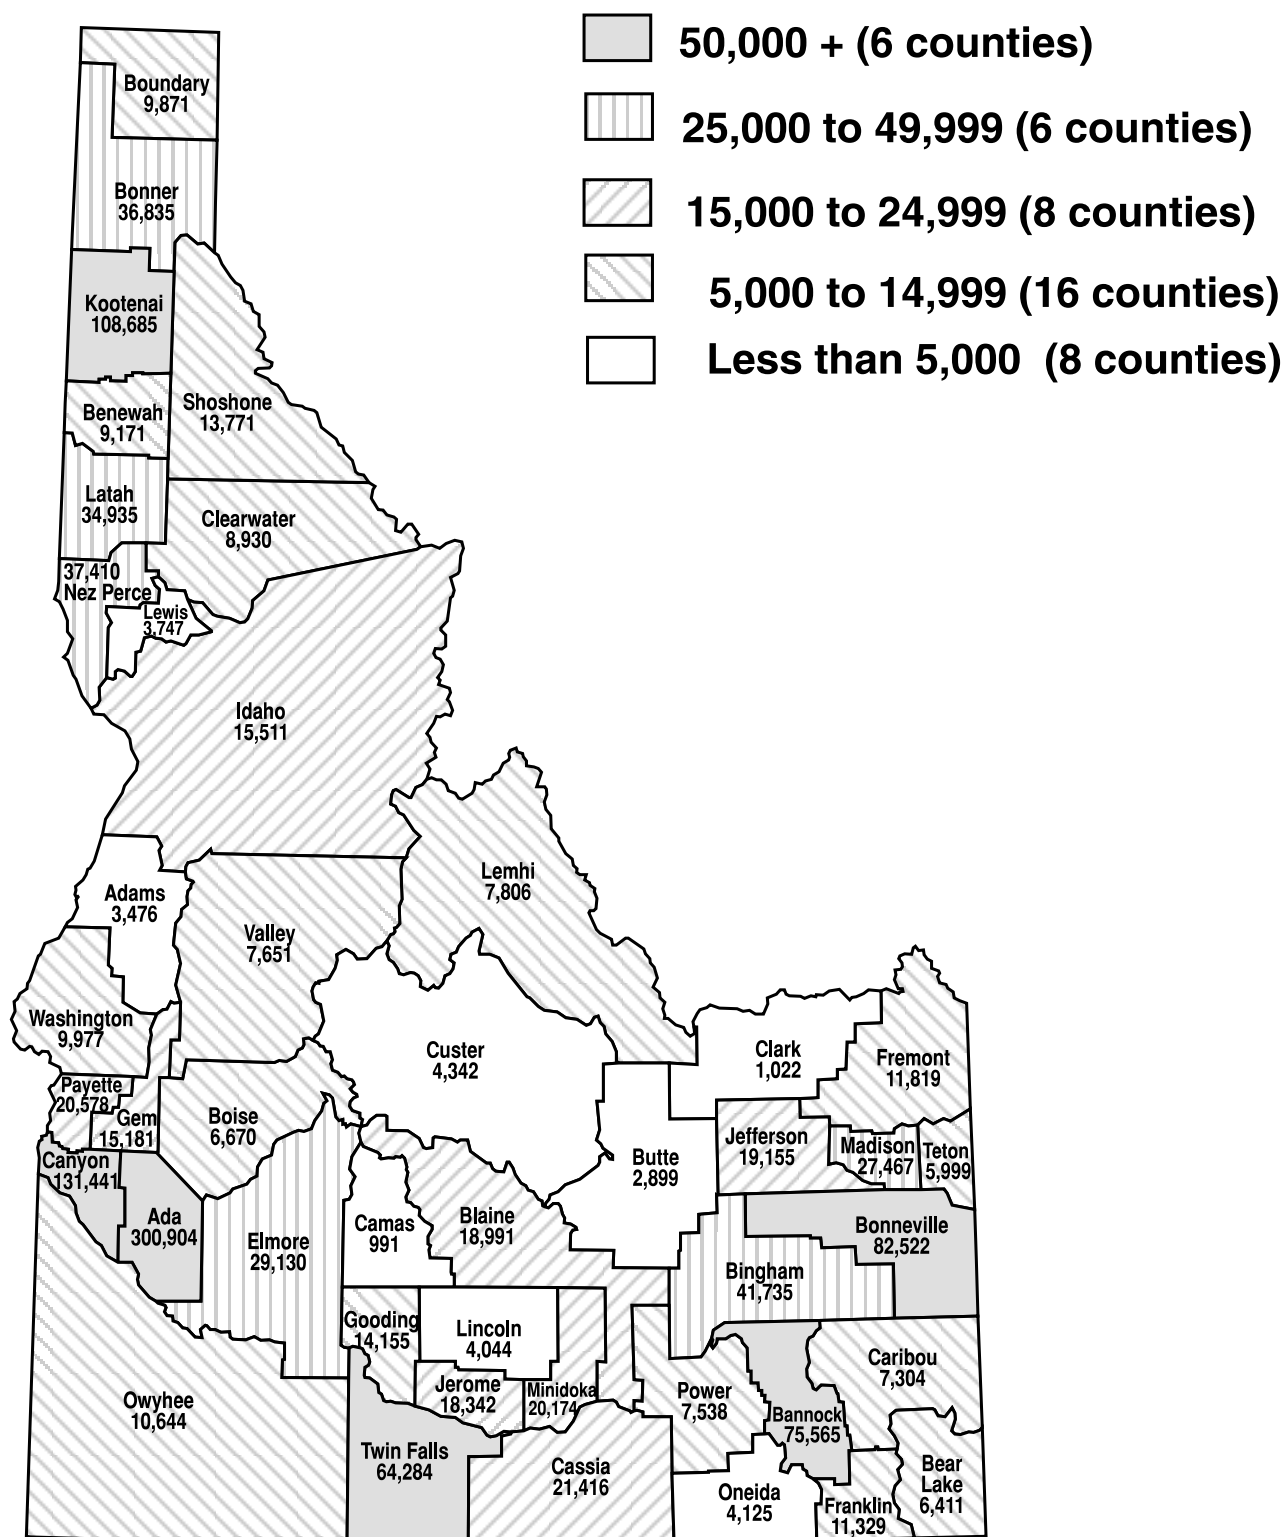 50,000 + (6 counties)
25,000 to 49,999 (6 counties)
15,000 to 24,999 (8 counties)
5,000 to 14,999 (16 counties)
Less than 5,000 (8 counties)
Boundary
9,871
Bonner
36,835
Kootenai
108,685
Shoshone
13,771
Benewah
9,171
Latah
34,935
Clearwater
8,930
37,410
Nez Perce
Lewis
3,747
Idaho
15,511
Lemhi
7,806
Adams
3,476
Valley
7,651
Washington
9,977
Custer
4,342
Clark
1,022
Fremont
11,819
Payette
20,578
Gem
15,181
Boise
6,670
Jefferson
19,155
Madison
27,467
Teton
5,999
Canyon
131,441
Butte
2,899
Ada
300,904
Elmore
29,130
Camas
991
Blaine
18,991
Bonneville
82,522
Bingham
41,735
Gooding
14,155
Lincoln
4,044
Caribou
7,304
Owyhee
10,644
Jerome
18,342
Minidoka
20,174
Power
7,538
Bannock
75,565
Twin Falls
64,284
Cassia
21,416
Oneida
4,125
Franklin
11,329
Bear
Lake
6,411